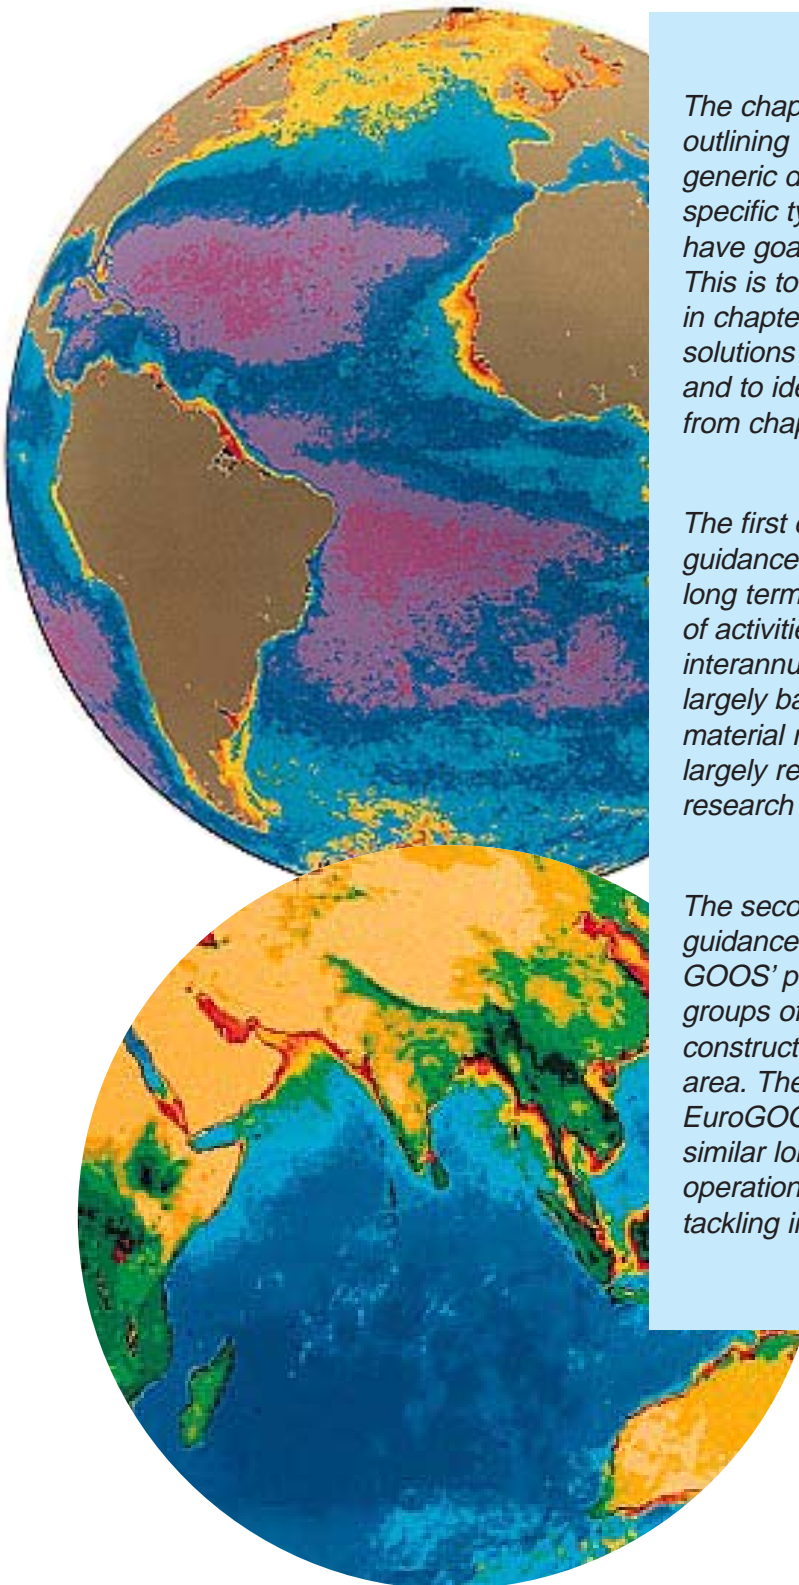 The chap
outlining
generic d
specific ty
have goa
This is to
in chapte
solutions
and to ide
from chap
The first c
guidance
long term
of activitie
interannu
largely ba
material r
largely re
research
The seco
guidance
GOOS' p
groups of
construct
area. The
EuroGOO
similar lo
operation
tackling i